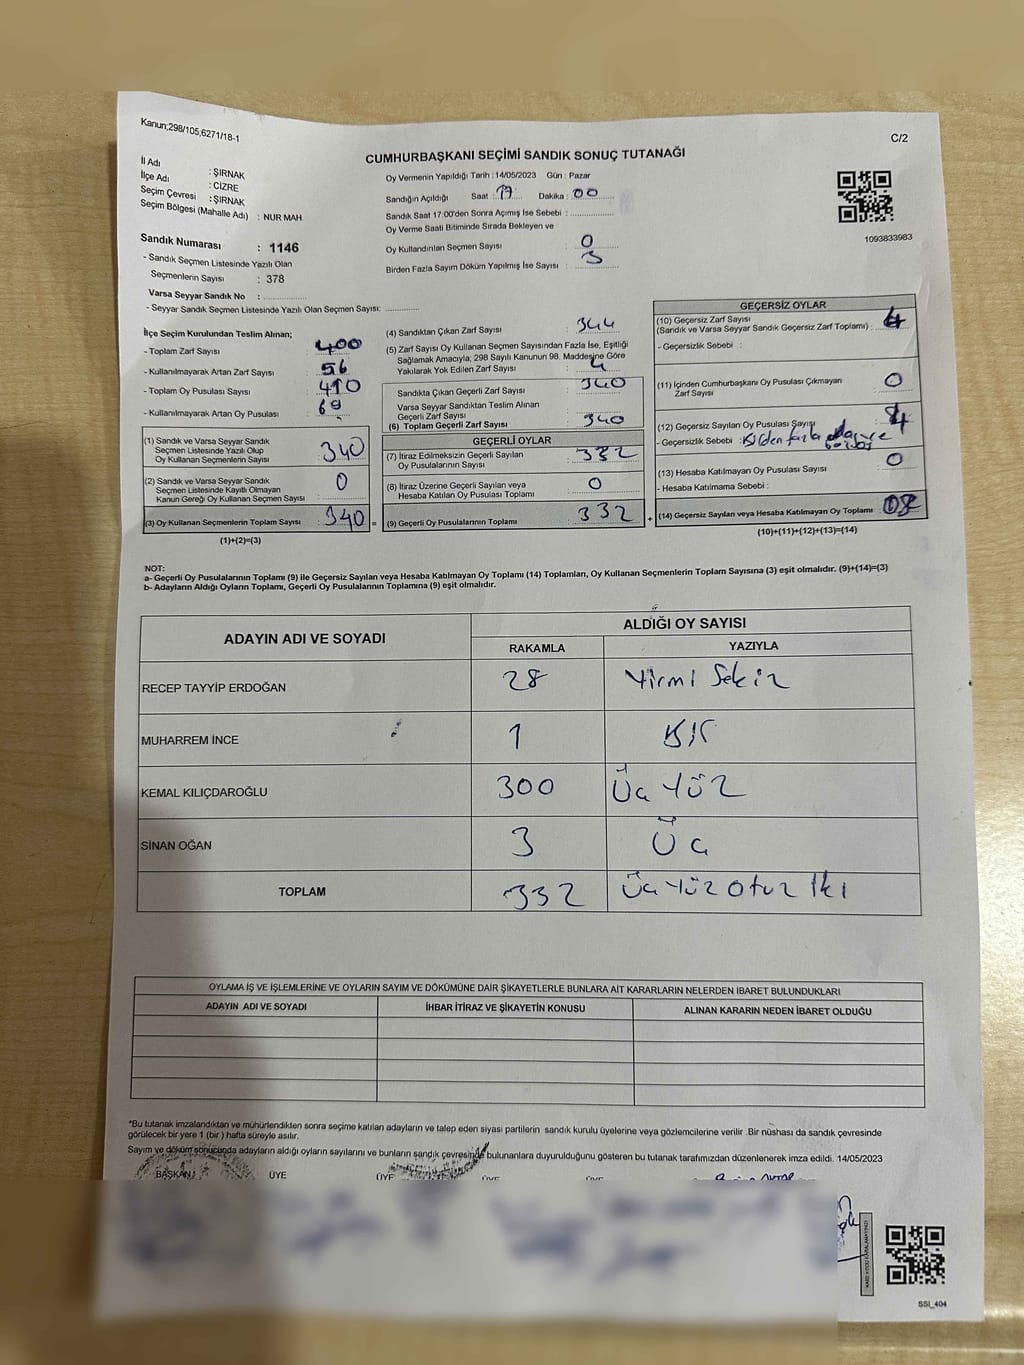 Kanun;298/105,6271/18-1
C/2
CUMHURBAŞKANI SEÇİMİ SANDIK SONUÇ TUTANAĞI
İl Adı : ŞIRNAK
İlçe Adı : CİZRE
Seçim Çevresi : ŞIRNAK
Seçim Bölgesi (Mahalle Adı) : NUR MAH.
Sandık Numarası : 1146
- Sandık Seçmen Listesinde Yazılı Olan
Seçmenlerin Sayısı : 378
Varsa Seyyar Sandık No :
- Seyyar Sandık Seçmen Listesinde Yazılı Olan Seçmen Sayısı:
Oy Vermenin Yapıldığı Tarih : 14/05/2023 Gün : Pazar
Sandığın Açıldığı Saat : 17 Dakika : 00
Sandık Saat 17:00'den Sonra Açımış İse Sebebi :
Oy Verme Saati Bitiminde Sırada Bekleyen ve
Oy Kullandırılan Seçmen Sayısı : 0
Birden Fazla Sayım Döküm Yapılmış İse Sayısı : 3
1093833983
İlçe Seçim Kurulundan Teslim Alınan;
- Toplam Zarf Sayısı : 400
- Kullanılmayarak Artan Zarf Sayısı : 56
- Toplam Oy Pusulası Sayısı : 410
- Kullanılmayarak Artan Oy Pusulası : 69
(1) Sandık ve Varsa Seyyar Sandık
Seçmen Listesinde Yazılı Olup
Oy Kullanan Seçmenlerin Sayısı : 340
(2) Sandık ve Varsa Seyyar Sandık
Seçmen Listesinde Kayıtlı Olmayan
Kanun Gereği Oy Kullanan Seçmen Sayısı : 0
(3) Oy Kullanan Seçmenlerin Toplam Sayısı : 340 =
(1)+(2)=(3)
(4) Sandıktan Çıkan Zarf Sayısı : 344
(5) Zarf Sayısı Oy Kullanan Seçmen Sayısından Fazla İse, Eşitliği
Sağlamak Amacıyla; 298 Sayılı Kanunun 98. Maddesine Göre
Yakılarak Yok Edilen Zarf Sayısı : 4
Sandıkta Çıkan Geçerli Zarf Sayısı : 340
Varsa Seyyar Sandıktan Teslim Alınan
Geçerli Zarf Sayısı :
(6) Toplam Geçerli Zarf Sayısı : 340
GEÇERLİ OYLAR
(7) İtiraz Edilmeksizin Geçerli Sayılan
Oy Pusulalarının Sayısı : 332
(8) İtiraz Üzerine Geçerli Sayılan veya
Hesaba Katılan Oy Pusulası Toplamı : 0
(9) Geçerli Oy Pusulalarının Toplamı : 332 +
GEÇERSİZ OYLAR
(10) Geçersiz Zarf Sayısı
(Sandık ve Varsa Seyyar Sandık Geçersiz Zarf Toplamı) : 4
- Geçersizlik Sebebi :
(11) İçinden Cumhurbaşkanı Oy Pusulası Çıkmayan
Zarf Sayısı : 0
(12) Geçersiz Sayılan Oy Pusulası Sayısı : 4
- Geçersizlik Sebebi : Birden fazla
(13) Hesaba Katılmayan Oy Pusulası Sayısı : 0
- Hesaba Katılmama Sebebi :
(14) Geçersiz Sayılan veya Hesaba Katılmayan Oy Toplamı : 08
(10)+(11)+(12)+(13)=(14)
NOT:
a- Geçerli Oy Pusulalarının Toplamı (9) ile Geçersiz Sayılan veya Hesaba Katılmayan Oy Toplamı (14) Toplamları, Oy Kullanan Seçmenlerin Toplam Sayısına (3) eşit olmalıdır. (9)+(14)=(3)
b- Adayların Aldığı Oyların Toplamı, Geçerli Oy Pusulalarının Toplamına (9) eşit olmalıdır.
ADAYIN ADI VE SOYADI
ALDIĞI OY SAYISI
RAKAMLA YAZIYLA
RECEP TAYYİP ERDOĞAN 28 Yirmi Sekiz
MUHARREM İNCE 1 Bir
KEMAL KILIÇDAROĞLU 300 Üç Yüz
SİNAN OĞAN 3 Üç
TOPLAM 332 Üç Yüz Otuz İki
OYLAMA İŞ VE İŞLEMLERİNE VE OYLARIN SAYIM VE DÖKÜMÜNE DAİR ŞİKAYETLERLE BUNLARA AİT KARARLARIN NELERDEN İBARET BULUNDUKLARI
ADAYIN ADI VE SOYADI İHBAR İTİRAZ VE ŞİKAYETİN KONUSU ALINAN KARARIN NEDEN İBARET OLDUĞU
*Bu tutanak imzalandıktan ve mühürlendikten sonra seçime katılan adayların ve talep eden siyasi partilerin sandık kurulu üyelerine veya gözlemcilerine verilir. Bir nüshası da sandık çevresinde
görülecek bir yere 1 (bir) hafta süreyle asılır.
Sayım ve döküm sonucunda adayların aldığı oyların sayılarını ve bunların sandık çevresinde bulunanlara duyurulduğunu gösteren bu tutanak tarafımızdan düzenlenerek imza edildi. 14/05/2023
BAŞKAN ÜYE ÜYE ÜYE ÜYE
SSI_404